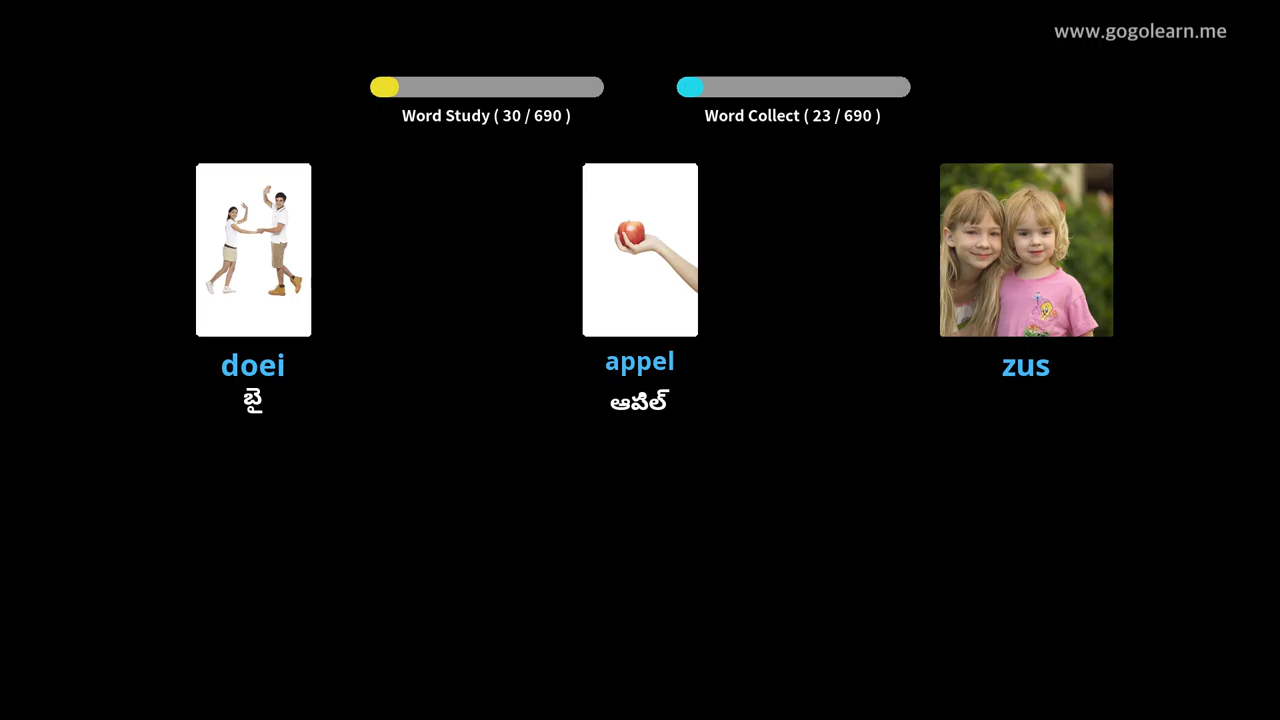 www.gogolearn.me
Word Study ( 30 / 690 )
Word Collect ( 23 / 690 )
doei
appel
zus
బై
ఆపిల్